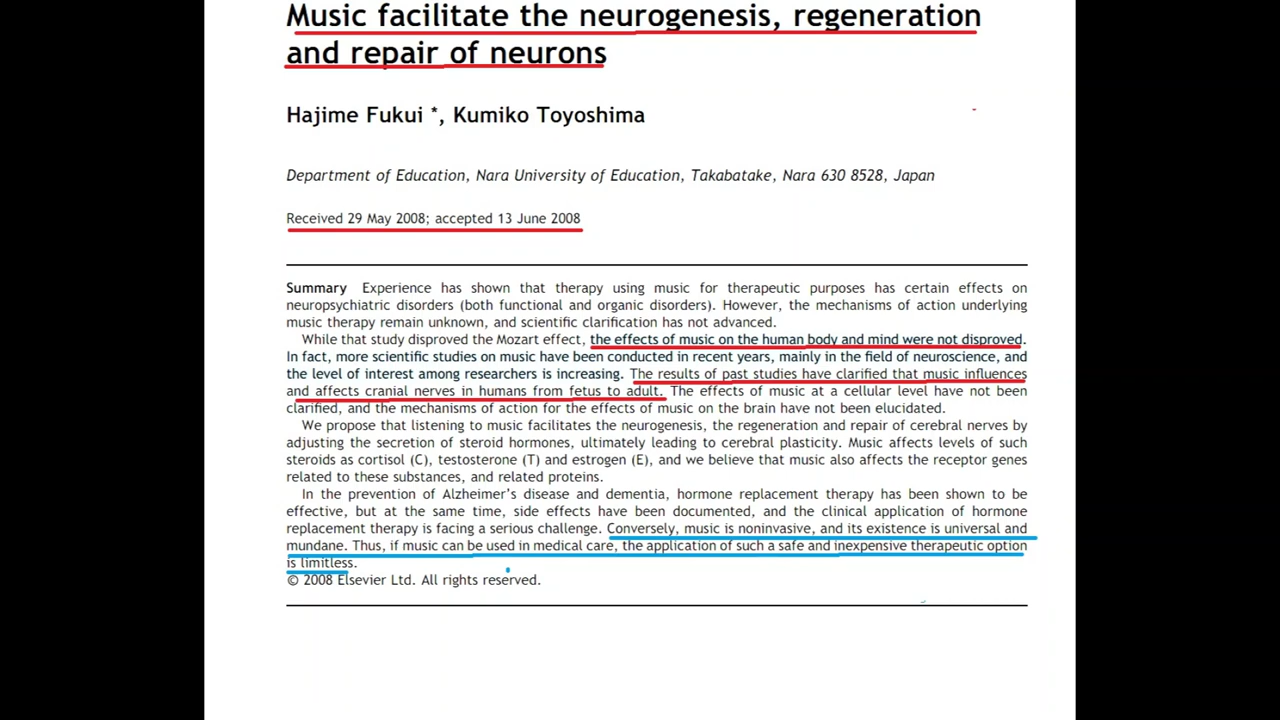 Music facilitate the neurogenesis, regeneration
and repair of neurons
Hajime Fukui *, Kumiko Toyoshima
Department of Education, Nara University of Education, Takabatake, Nara 630 8528, Japan
Received 29 May 2008; accepted 13 June 2008
Summary Experience has shown that therapy using music for therapeutic purposes has certain effects on
neuropsychiatric disorders (both functional and organic disorders). However, the mechanisms of action underlying
music therapy remain unknown, and scientific clarification has not advanced.
While that study disproved the Mozart effect, the effects of music on the human body and mind were not disproved.
In fact, more scientific studies on music have been conducted in recent years, mainly in the field of neuroscience, and
the level of interest among researchers is increasing. The results of past studies have clarified that music influences
and affects cranial nerves in humans from fetus to adult. The effects of music at a cellular level have not been
clarified, and the mechanisms of action for the effects of music on the brain have not been elucidated.
We propose that listening to music facilitates the neurogenesis, the regeneration and repair of cerebral nerves by
adjusting the secretion of steroid hormones, ultimately leading to cerebral plasticity. Music affects levels of such
steroids as cortisol (C), testosterone (T) and estrogen (E), and we believe that music also affects the receptor genes
related to these substances, and related proteins.
In the prevention of Alzheimer's disease and dementia, hormone replacement therapy has been shown to be
effective, but at the same time, side effects have been documented, and the clinical application of hormone
replacement therapy is facing a serious challenge. Conversely, music is noninvasive, and its existence is universal and
mundane. Thus, if music can be used in medical care, the application of such a safe and inexpensive therapeutic option
is limitless.
© 2008 Elsevier Ltd. All rights reserved.